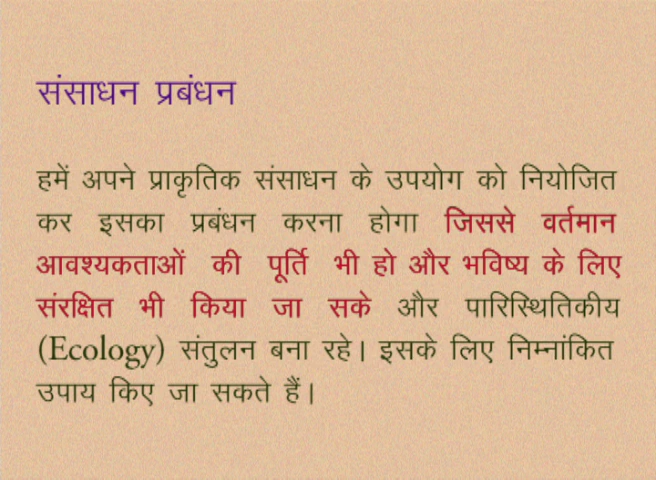 संसाधन प्रबंधन
हमें अपने प्राकृतिक संसाधन के उपयोग को नियोजित
कर इसका प्रबंधन करना होगा जिससे वर्तमान
आवश्यकताओं की पूर्ति भी हो और भविष्य के लिए
संरक्षित भी किया जा सके और पारिस्थितिकीय
(Ecology) संतुलन बना रहे। इसके लिए निम्नांकित
उपाय किए जा सकते हैं।